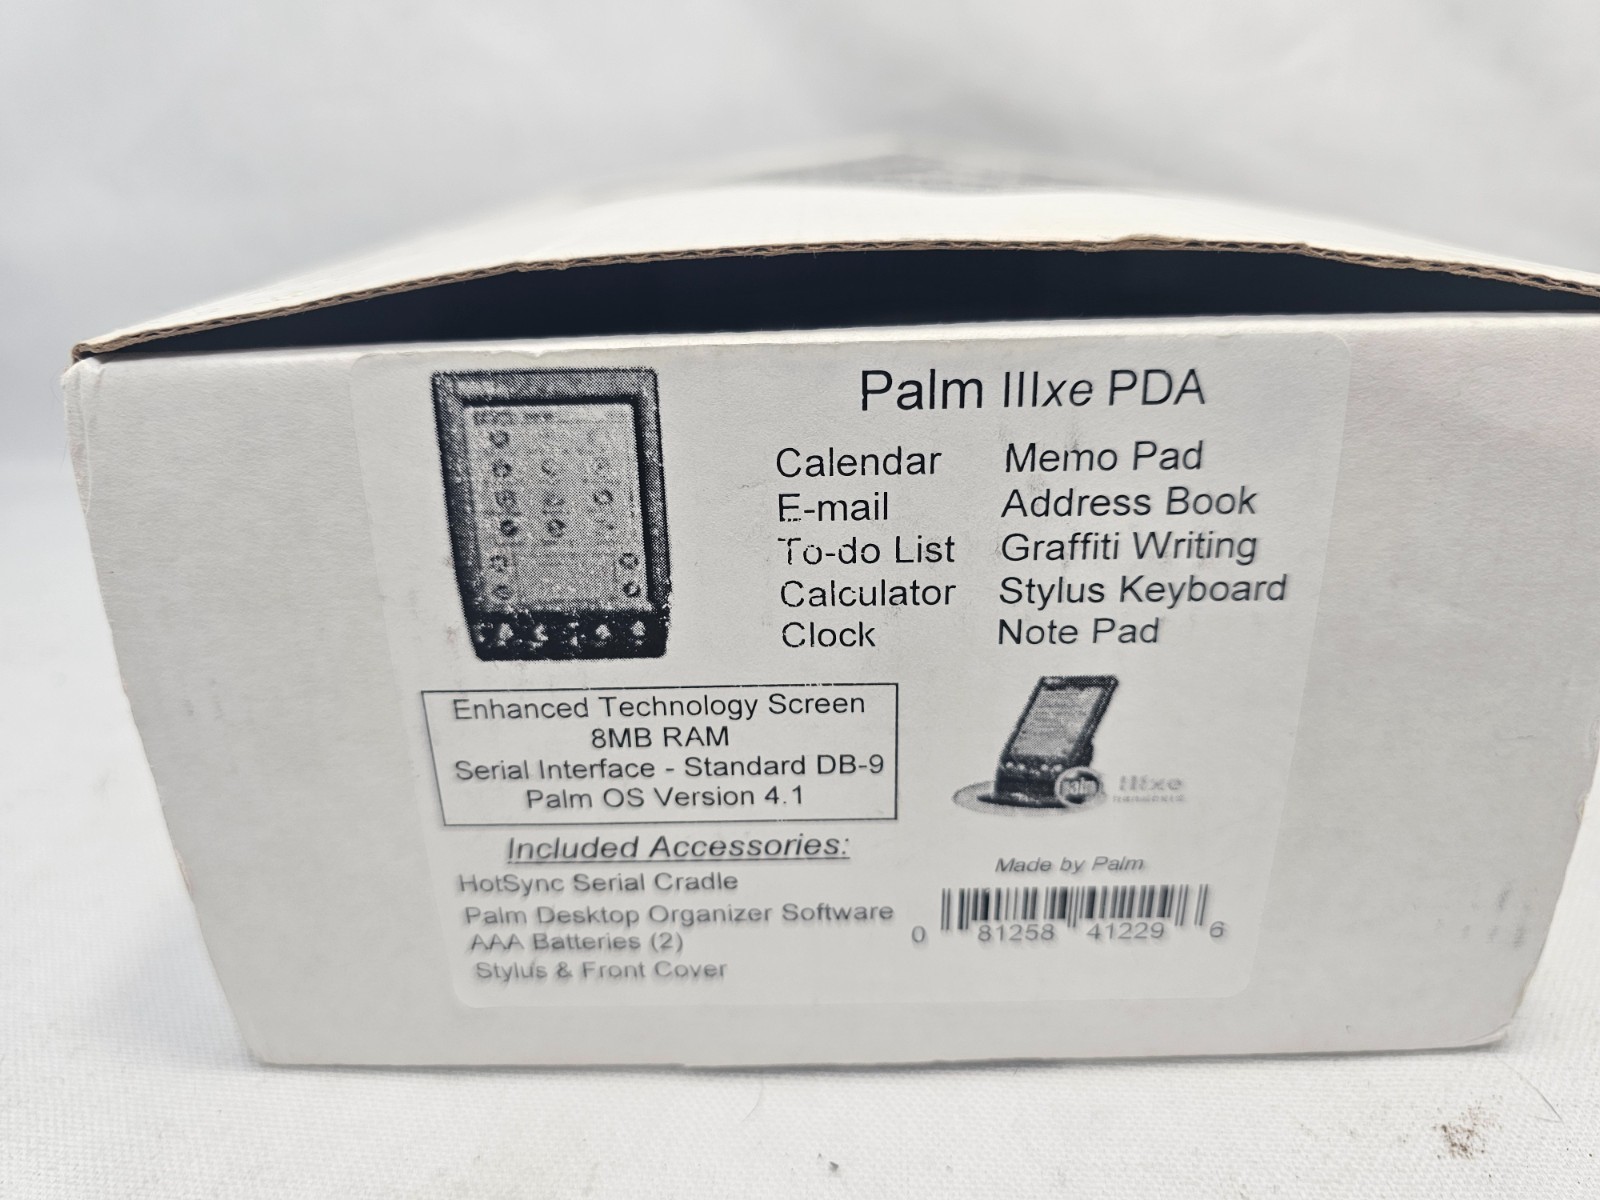 Palm IIIxe PDA
Calendar
E-mail
To-do List
Calculator
Clock
Memo Pad
Address Book
Graffiti Writing
Stylus Keyboard
Note Pad
Enhanced Technology Screen
8MB RAM
Serial Interface - Standard DB-9
Palm OS Version 4.1
palm IIIxe
Included Accessories:
HotSync Serial Cradle
Palm Desktop Organizer Software
AAA Batteries (2)
Stylus & Front Cover
Made by Palm
0 81258 41229 6